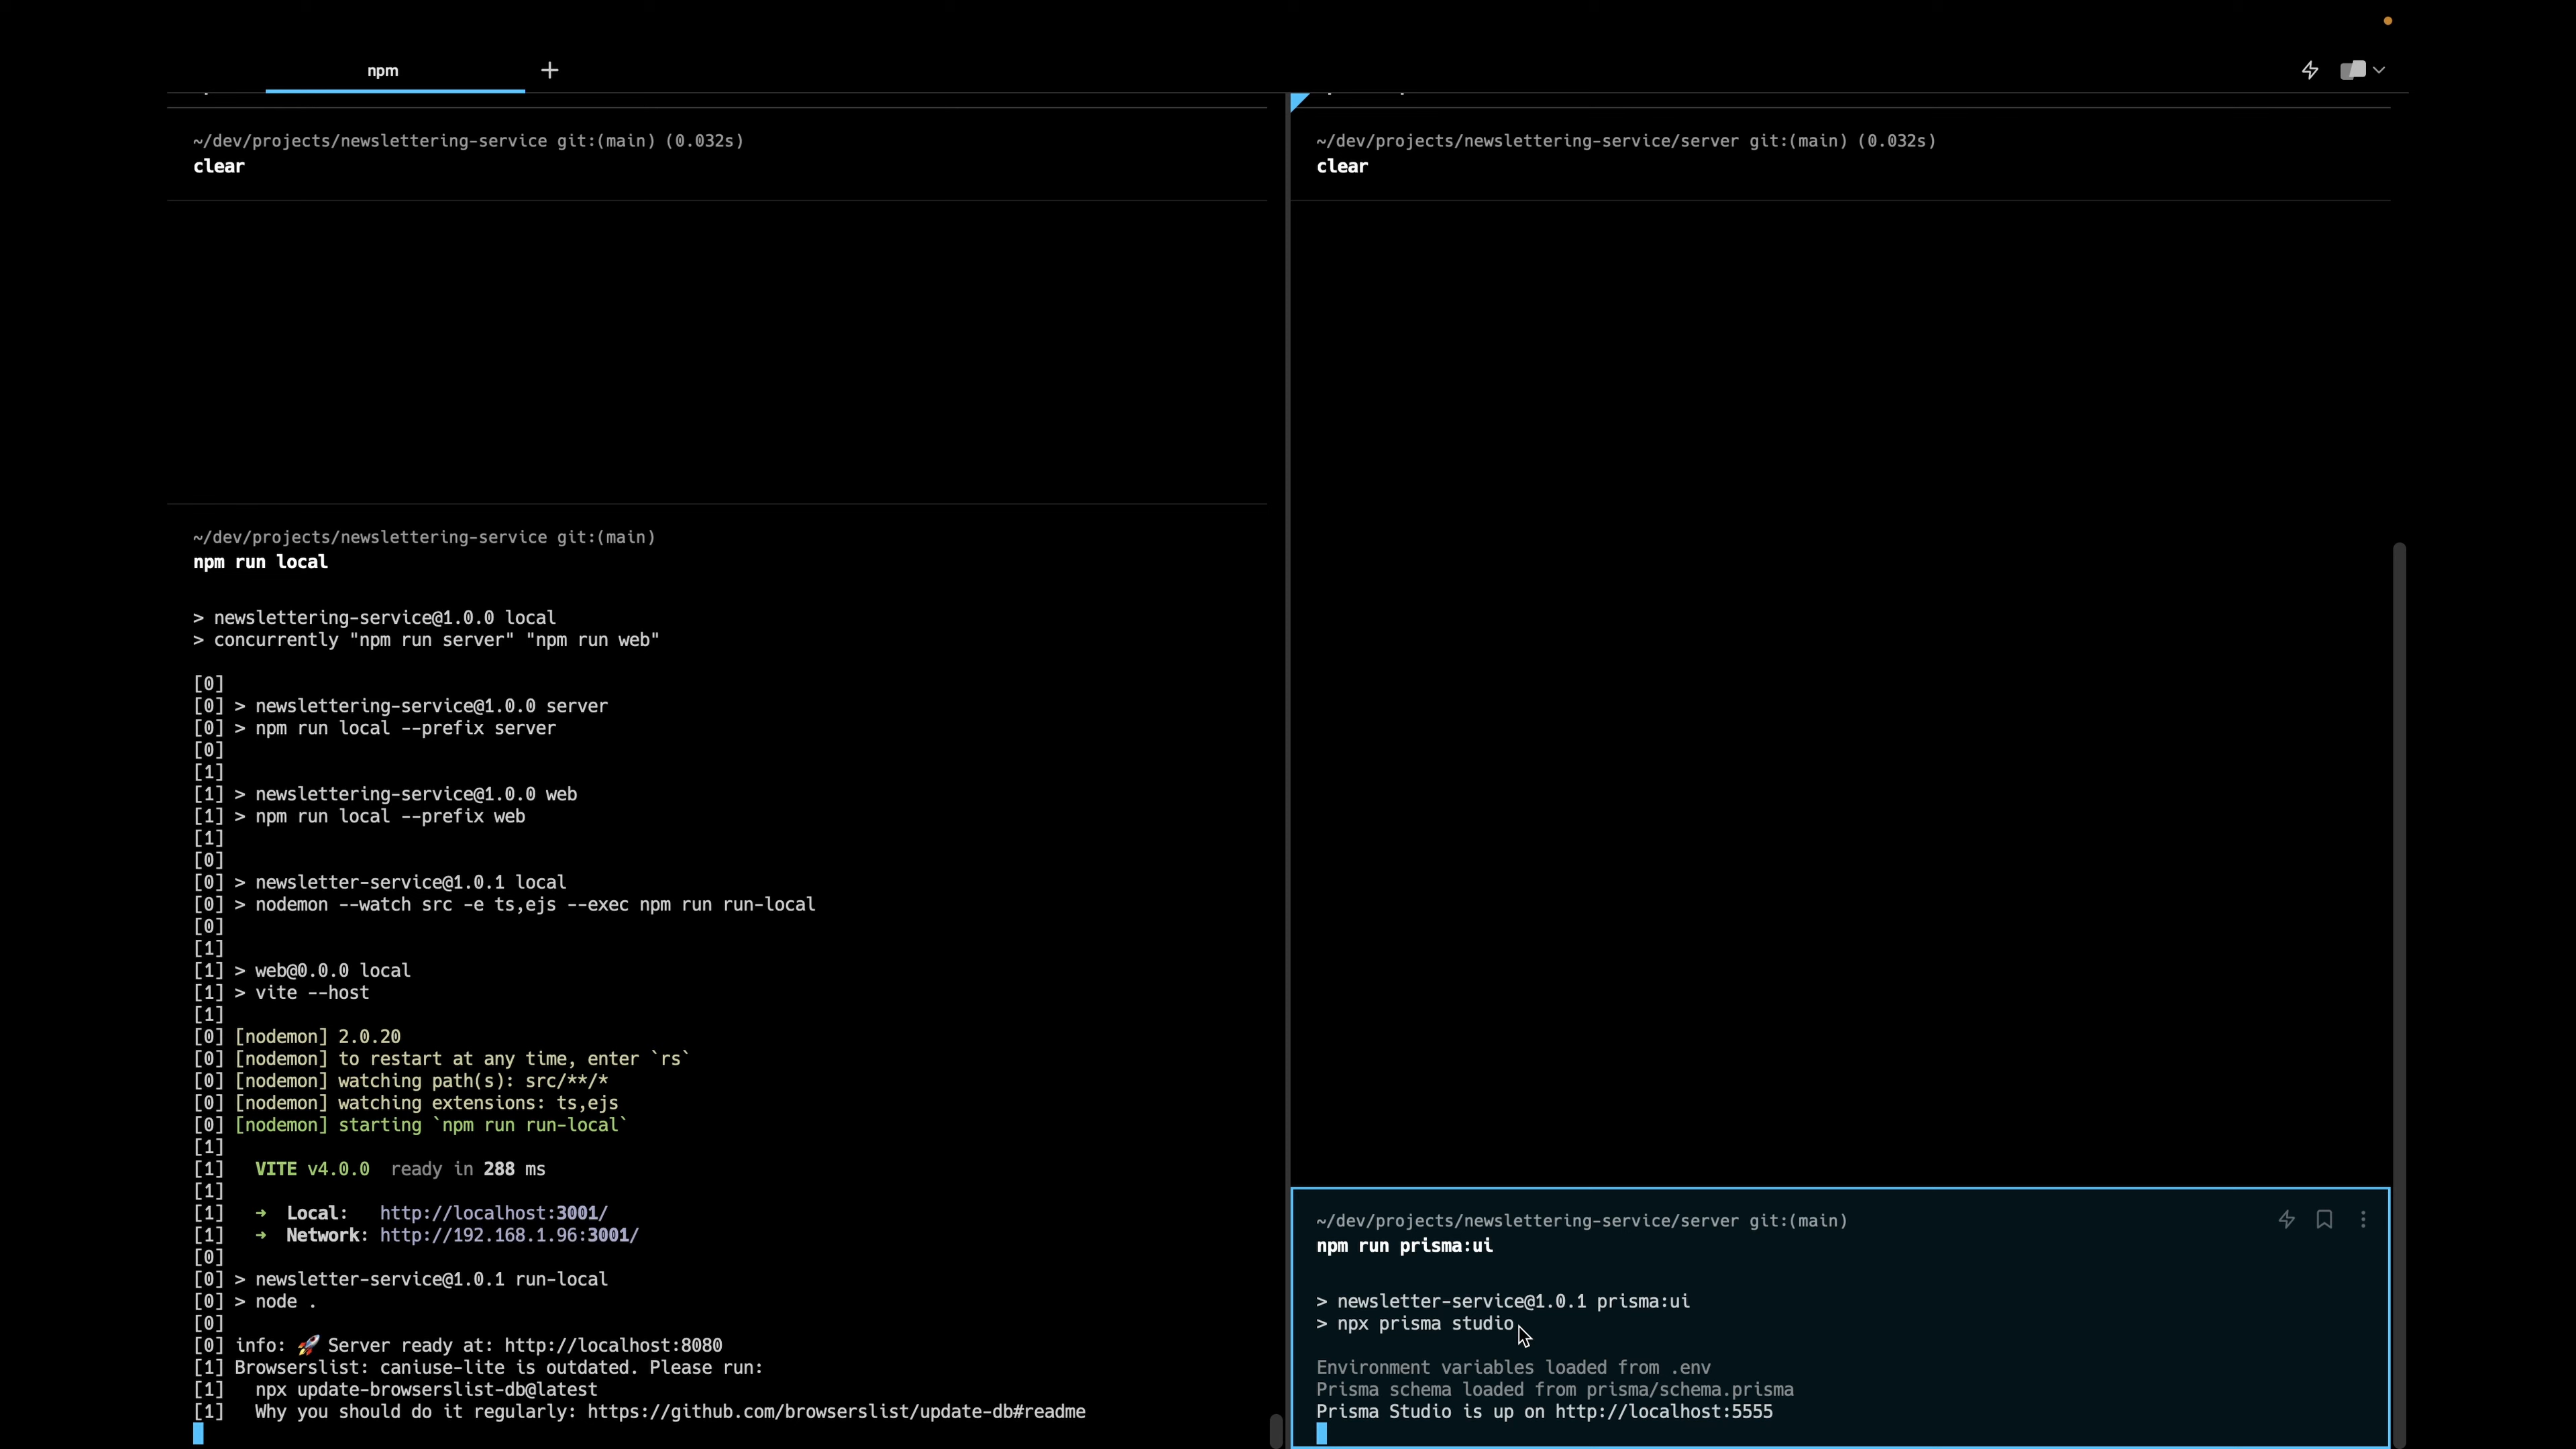 npm
~/dev/projects/newslettering-service git:(main) (0.032s)
clear
~/dev/projects/newslettering-service git:(main)
npm run local
> newslettering-service@1.0.0 local
> concurrently "npm run server" "npm run web"
[0]
[0] > newslettering-service@1.0.0 server
[0] > npm run local --prefix server
[0]
[1]
[1] > newslettering-service@1.0.0 web
[1] > npm run local --prefix web
[1]
[0]
[0] > newsletter-service@1.0.1 local
[0] > nodemon --watch src -e ts,ejs --exec npm run run-local
[0]
[1]
[1] > web@0.0.0 local
[1] > vite --host
[1]
[0] [nodemon] 2.0.20
[0] [nodemon] to restart at any time, enter `rs`
[0] [nodemon] watching path(s): src/**/*
[0] [nodemon] watching extensions: ts,ejs
[0] [nodemon] starting `npm run run-local`
[1]
[1] VITE v4.0.0 ready in 288 ms
[1]
[1] ➜ Local: http://localhost:3001/
[1] ➜ Network: http://192.168.1.96:3001/
[0]
[0] > newsletter-service@1.0.1 run-local
[0] > node .
[0]
[0] info: 🚀 Server ready at: http://localhost:8080
[1] Browserslist: caniuse-lite is outdated. Please run:
[1] npx update-browserslist-db@latest
[1] Why you should do it regularly: https://github.com/browserslist/update-db#readme
~/dev/projects/newslettering-service/server git:(main) (0.032s)
clear
~/dev/projects/newslettering-service/server git:(main)
npm run prisma:ui
> newsletter-service@1.0.1 prisma:ui
> npx prisma studio
Environment variables loaded from .env
Prisma schema loaded from prisma/schema.prisma
Prisma Studio is up on http://localhost:5555